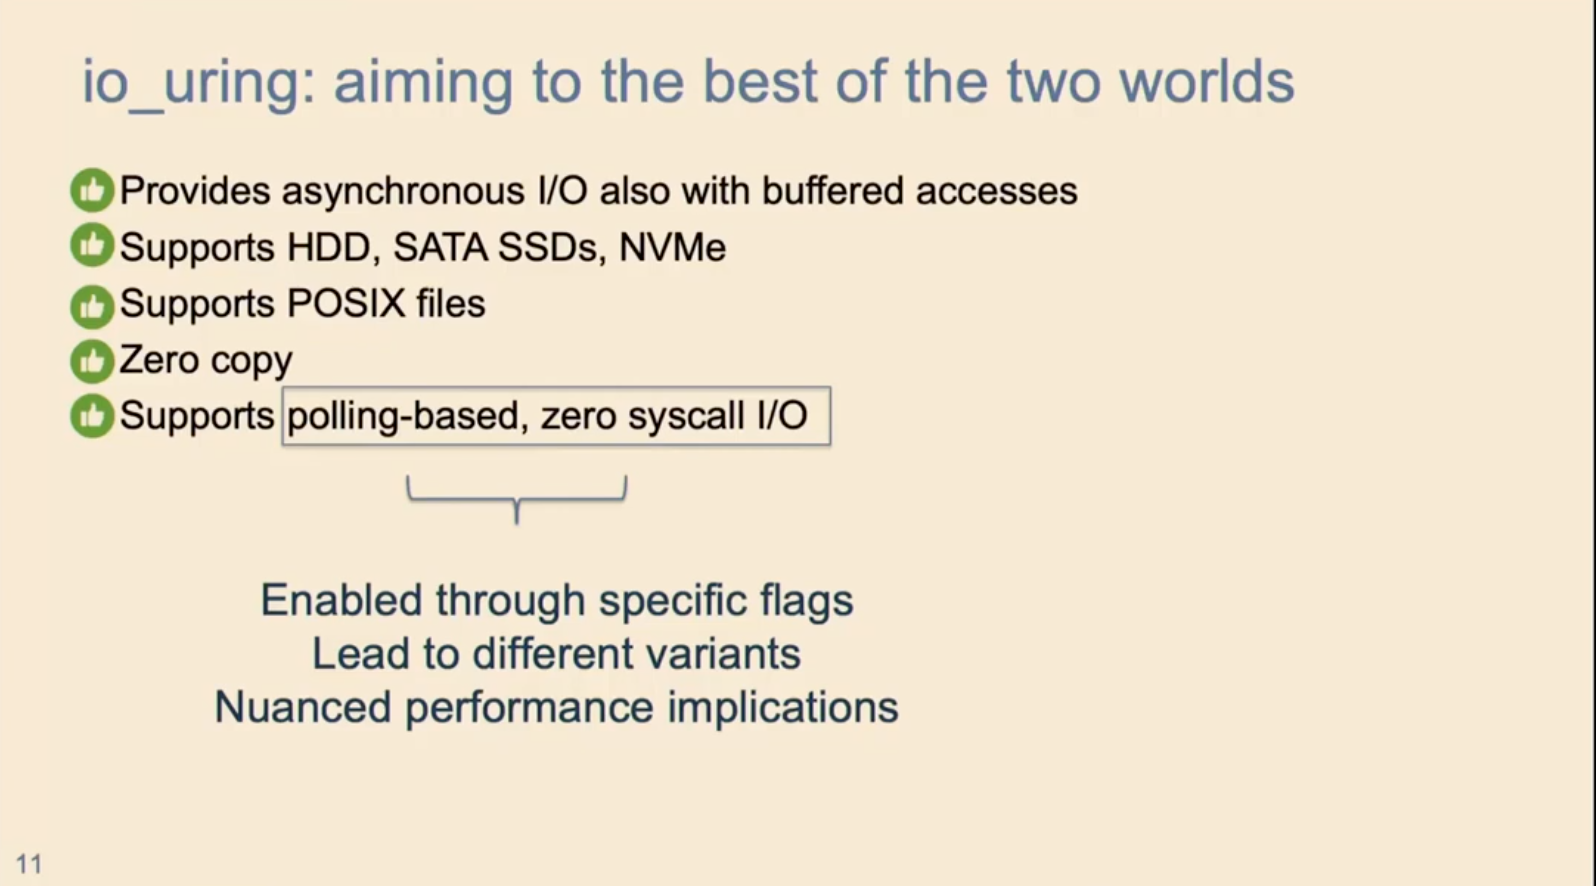 io_uring: aiming to the best of the two worlds
Provides asynchronous I/O also with buffered accesses
Supports HDD, SATA SSDs, NVMe
Supports POSIX files
Zero copy
Supports polling-based, zero syscall I/O
Enabled through specific flags
Lead to different variants
Nuanced performance implications
11